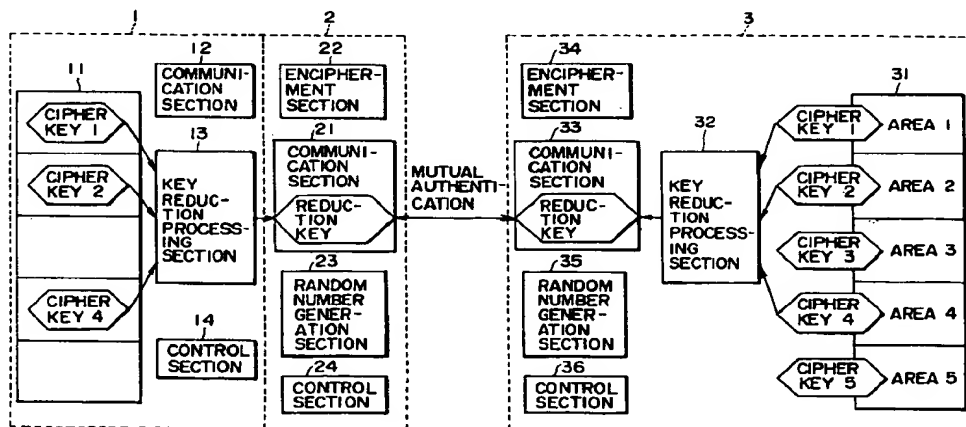 1
2
3
11
12
COMMUNI-
CATION
SECTION
CIPHER
KEY 1
CIPHER
KEY 2
CIPHER
KEY 4
13
KEY
REDUCTION
PROCESS-
ING
SECTION
14
CONTROL
SECTION
22
ENCIPHER-
MENT
SECTION
21
COMMUNI-
CATION
SECTION
REDUC-
TION
KEY
23
RANDOM
NUMBER
GENER-
ATION
SECTION
24
CONTROL
SECTION
MUTUAL
AUTHENTI-
CATION
34
ENCIPHER-
MENT
SECTION
33
COMMUNI-
CATION
SECTION
REDUC-
TION
KEY
35
RANDOM
NUMBER
GENER-
ATION
SECTION
36
CONTROL
SECTION
32
KEY
REDUCTION
PROCESS-
ING
SECTION
31
CIPHER
KEY 1
AREA 1
CIPHER
KEY 2
AREA 2
CIPHER
KEY 3
AREA 3
CIPHER
KEY 4
AREA 4
CIPHER
KEY 5
AREA 5